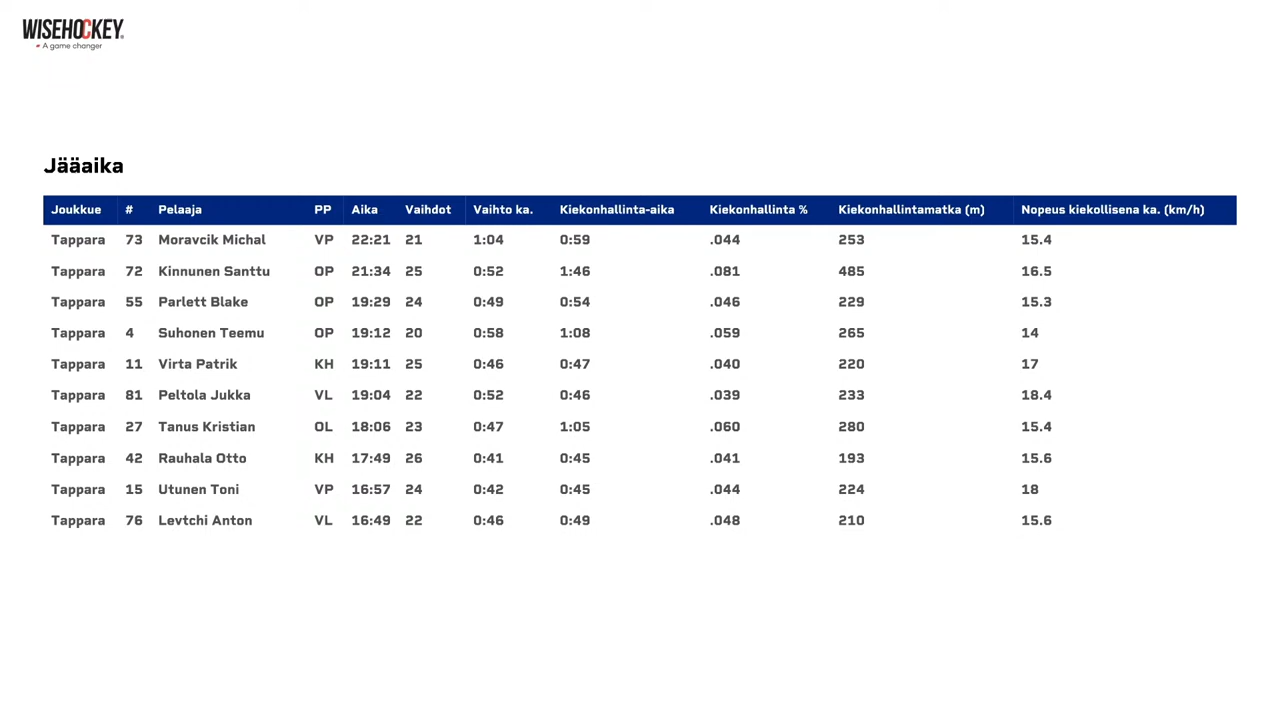 WISEHOCKEY®
A game changer
Jääaika
Joukkue # Pelaaja PP Aika Vaihdot Vaihto ka. Kiekonhallinta-aika Kiekonhallinta % Kiekonhallintamatka (m) Nopeus kiekollisena ka. (km/h)
Tappara 73 Moravcik Michal VP 22:21 21 1:04 0:59 .044 253 15.4
Tappara 72 Kinnunen Santtu OP 21:34 25 0:52 1:46 .081 485 16.5
Tappara 55 Parlett Blake OP 19:29 24 0:49 0:54 .046 229 15.3
Tappara 4 Suhonen Teemu OP 19:12 20 0:58 1:08 .059 265 14
Tappara 11 Virta Patrik KH 19:11 25 0:46 0:47 .040 220 17
Tappara 81 Peltola Jukka VL 19:04 22 0:52 0:46 .039 233 18.4
Tappara 27 Tanus Kristian OL 18:06 23 0:47 1:05 .060 280 15.4
Tappara 42 Rauhala Otto KH 17:49 26 0:41 0:45 .041 193 15.6
Tappara 15 Utunen Toni VP 16:57 24 0:42 0:45 .044 224 18
Tappara 76 Levtchi Anton VL 16:49 22 0:46 0:49 .048 210 15.6